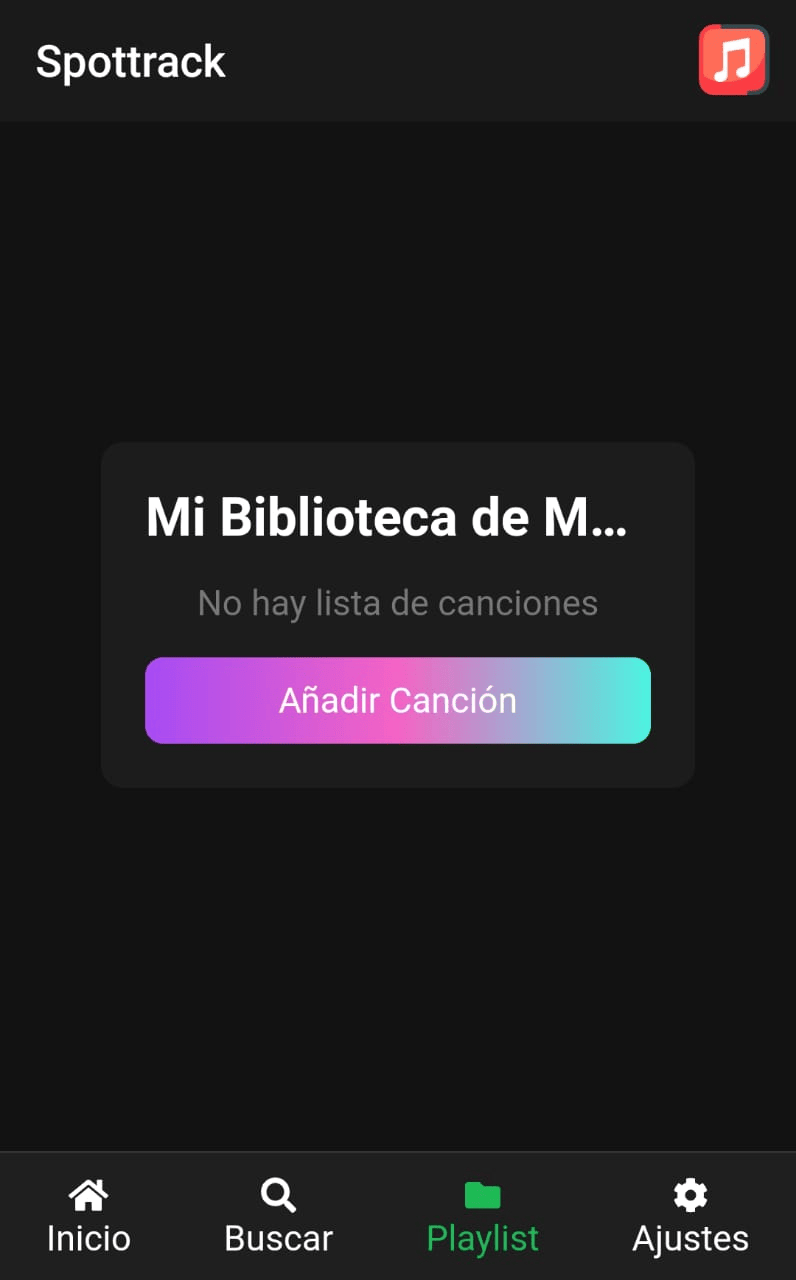 Spottrack
Mi Biblioteca de M...
No hay lista de canciones
Añadir Canción
Inicio
Buscar
Playlist
Ajustes